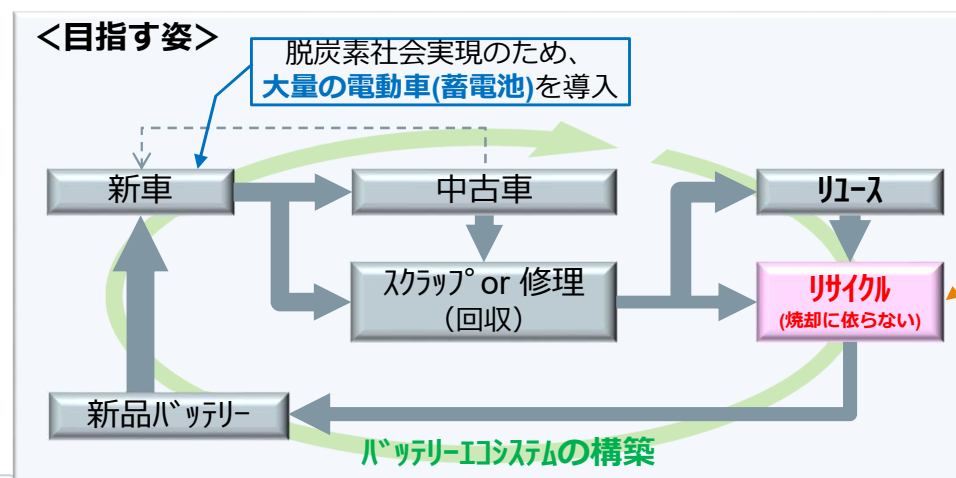 <目指す姿>
脱炭素社会実現のため、
大量の電動車(蓄電池)を導入
新車
中古車
ﾘﾕｰｽ
ｽｸﾗｯﾌﾟor 修理
(回収)
ﾘｻｲｸﾙ
(焼却に依らない)
新品ﾊﾞｯﾃﾘｰ
ﾊﾞｯﾃﾘｰｴｺｼｽﾃﾑの構築